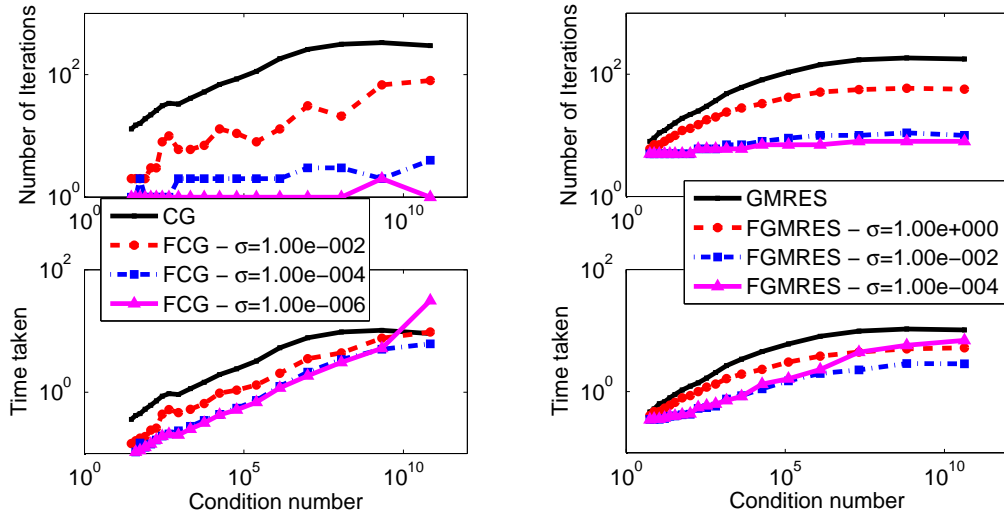 Number of Iterations
10^2
10^0
10^0
CG
FCG − σ=1.00e−002
FCG − σ=1.00e−004
FCG − σ=1.00e−006
10^10
Time taken
10^2
10^0
10^0
10^5
10^10
Condition number
Number of Iterations
10^2
10^0
10^0
GMRES
FGMRES − σ=1.00e+000
FGMRES − σ=1.00e−002
FGMRES − σ=1.00e−004
Time taken
10^2
10^0
10^0
10^5
10^10
Condition number